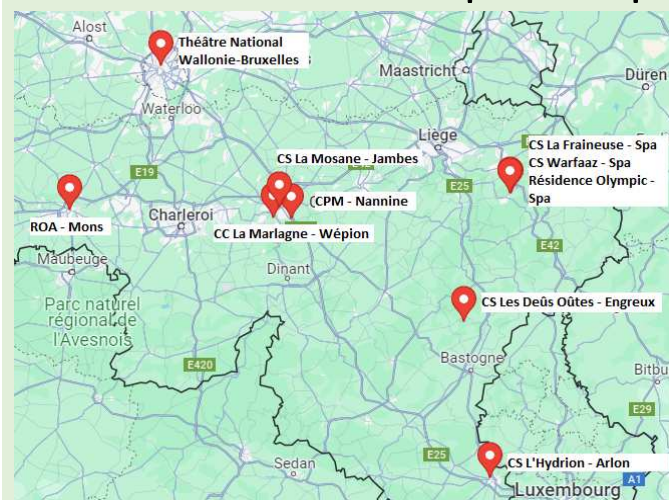 Alost
Théâtre National
Wallonie-Bruxelles
Maastricht
Düren
Waterloo
Liège
CS La Fraineuse - Spa
CS Warfaaz - Spa
Résidence Olympic -
Spa
CS La Mosane - Jambes
E19
E25
CPM - Nannine
ROA - Mons
Charleroi
CC La Marlagne - Wépion
E42
Maubeuge
Dinant
Parc naturel
régional de
l'Avesnois
CS Les Deûs Oûtes - Engreux
E420
Bastogne
Bitbu
E29
Sedan
E25
CS L'Hydrion - Arlon
A1
Luxembourg